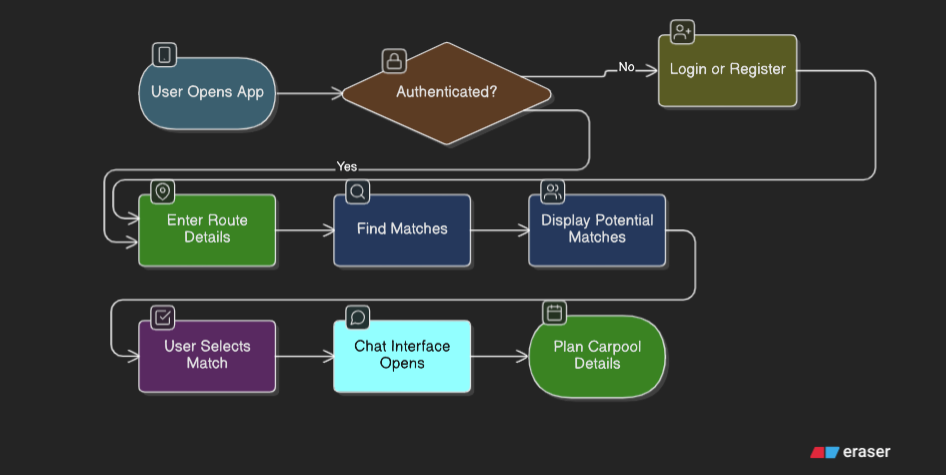 User Opens App
Authenticated?
No
Login or Register
Yes
Enter Route
Details
Find Matches
Display Potential
Matches
User Selects
Match
Chat Interface
Opens
Plan Carpool
Details
eraser